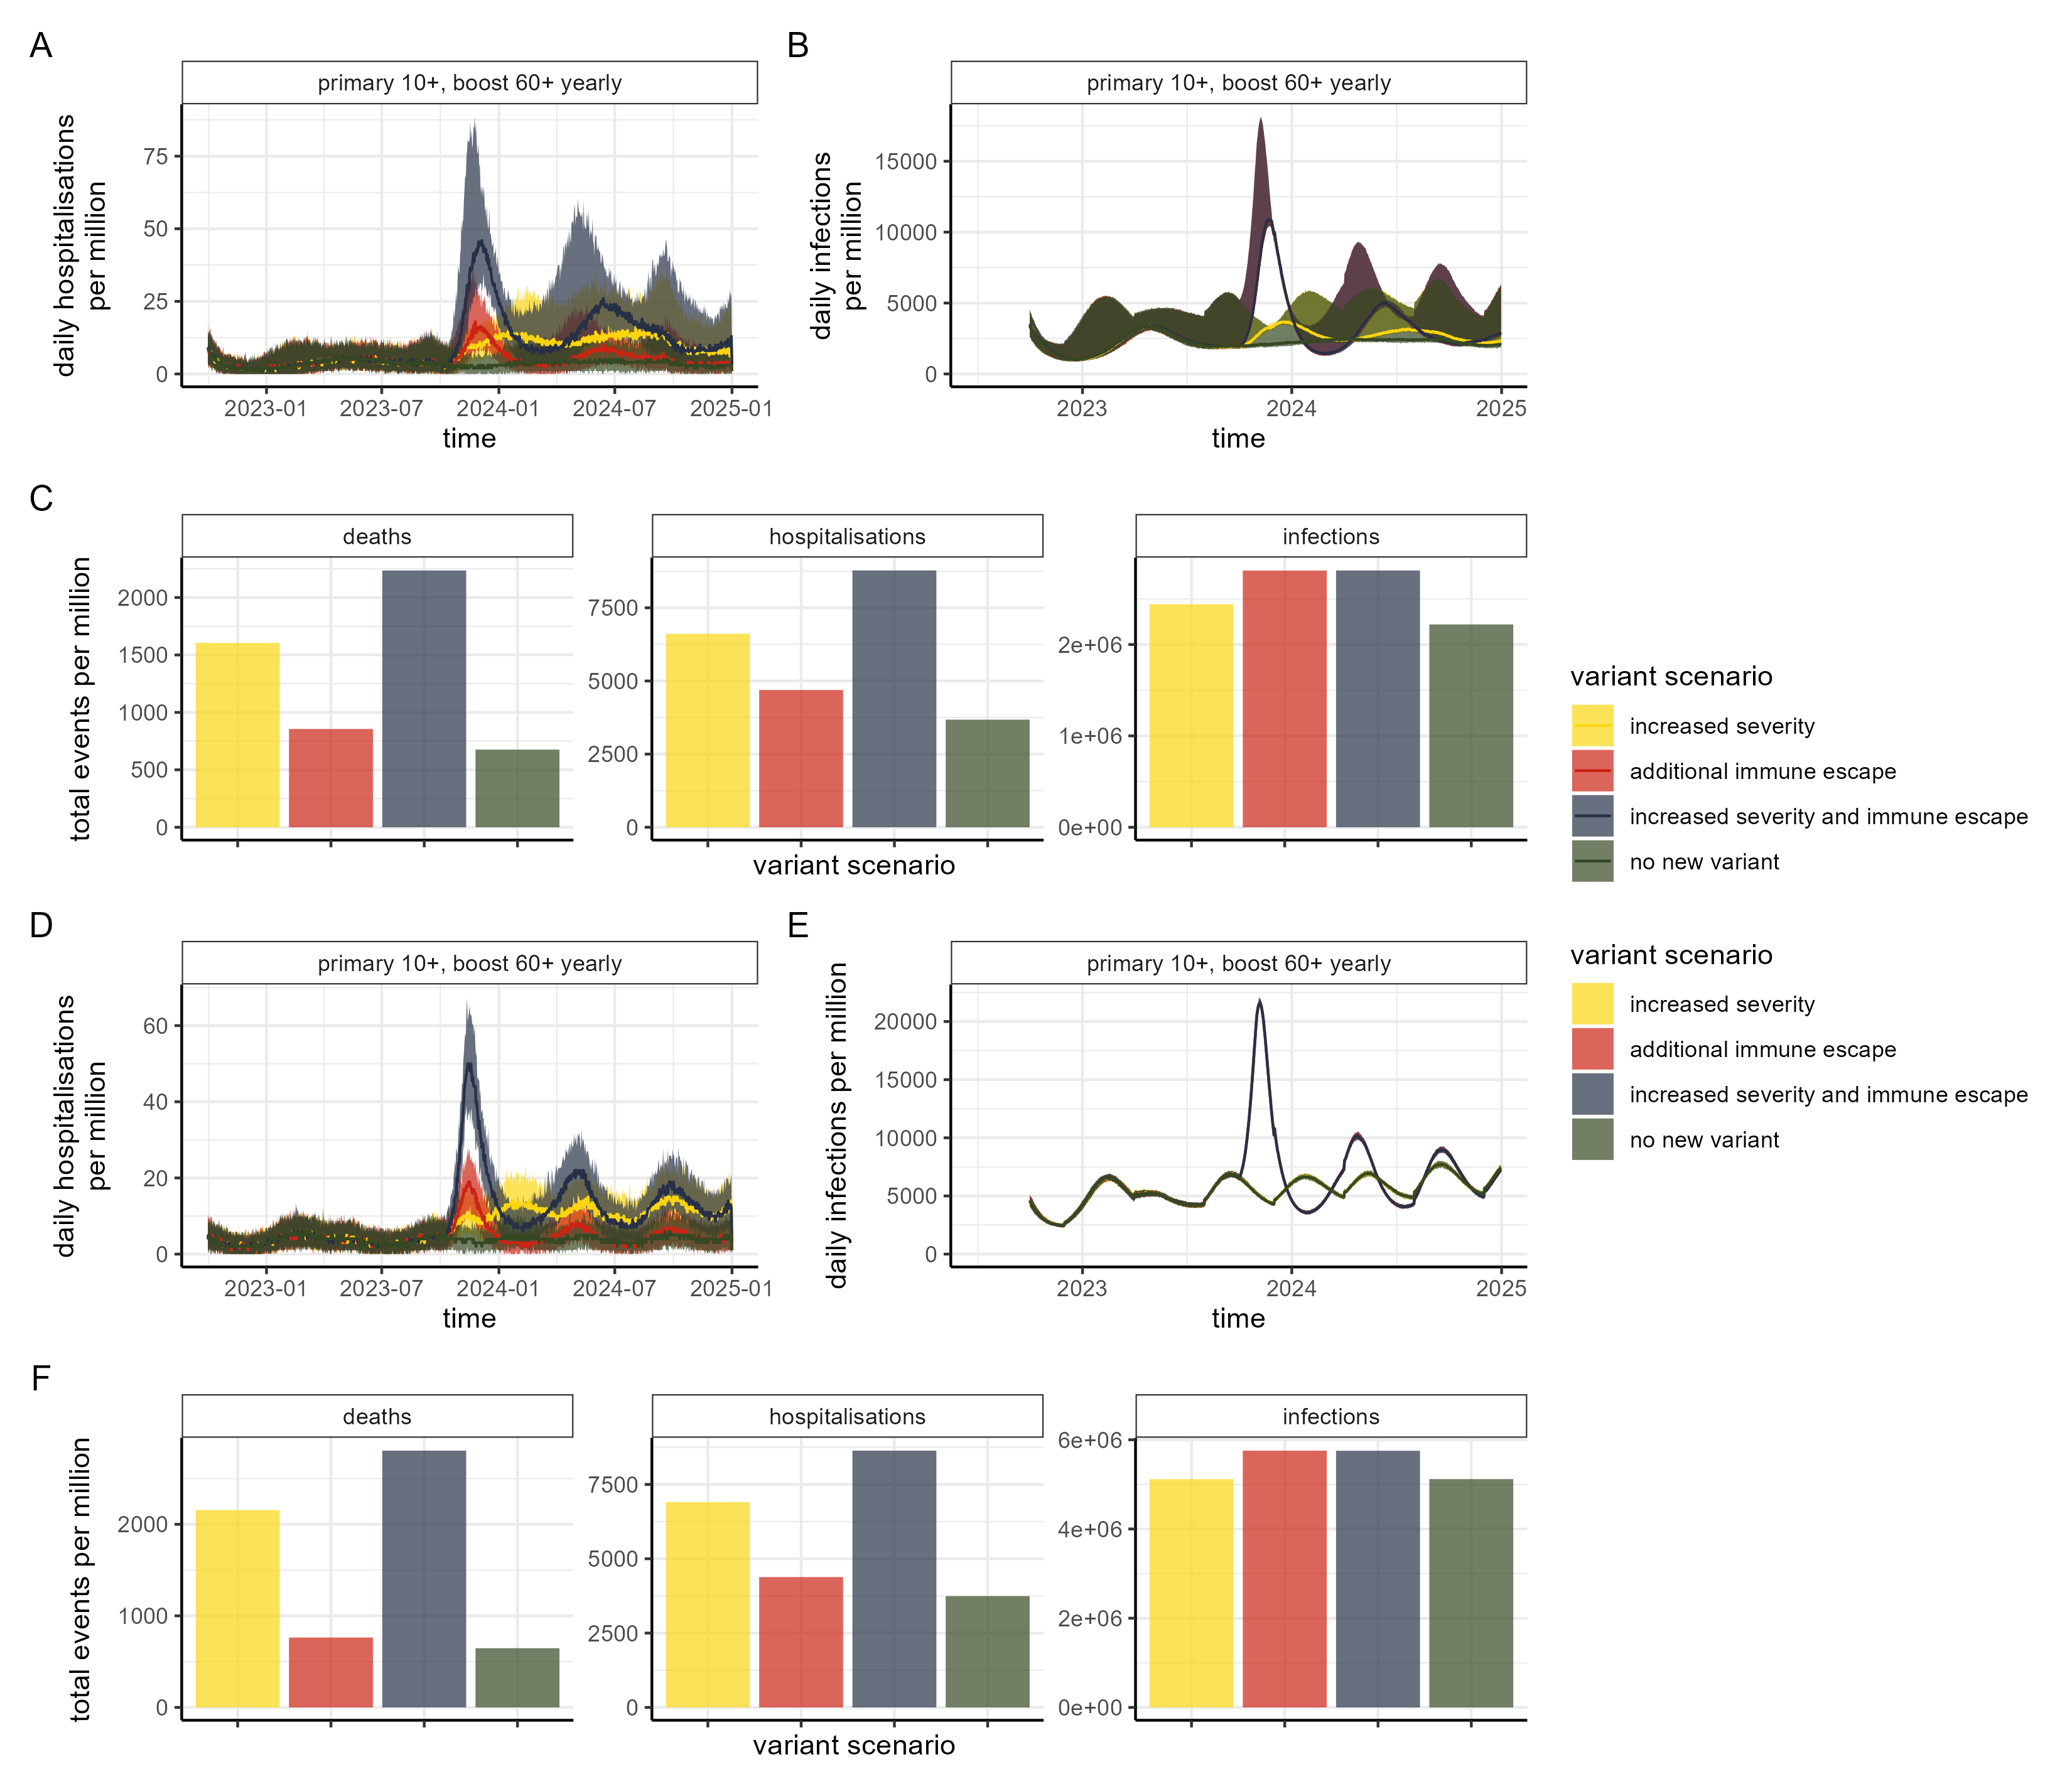 A
primary 10+, boost 60+ yearly
daily hospitalisations
per million
75
50
25
0
2023-01
2023-07
2024-01
2024-07
2025-01
time
B
primary 10+, boost 60+ yearly
daily infections
per million
15000
10000
5000
0
2023
2024
2025
time
C
total events per million
deaths
2000
1500
1000
500
0
hospitalisations
7500
5000
2500
0
infections
2e+06
1e+06
0e+00
variant scenario
variant scenario
increased severity
additional immune escape
increased severity and immune escape
no new variant
D
primary 10+, boost 60+ yearly
daily hospitalisations
per million
60
40
20
0
2023-01
2023-07
2024-01
2024-07
2025-01
time
E
primary 10+, boost 60+ yearly
daily infections per million
20000
15000
10000
5000
0
2023
2024
2025
time
variant scenario
increased severity
additional immune escape
increased severity and immune escape
no new variant
F
total events per million
deaths
2000
1000
0
hospitalisations
7500
5000
2500
0
infections
6e+06
4e+06
2e+06
0e+00
variant scenario